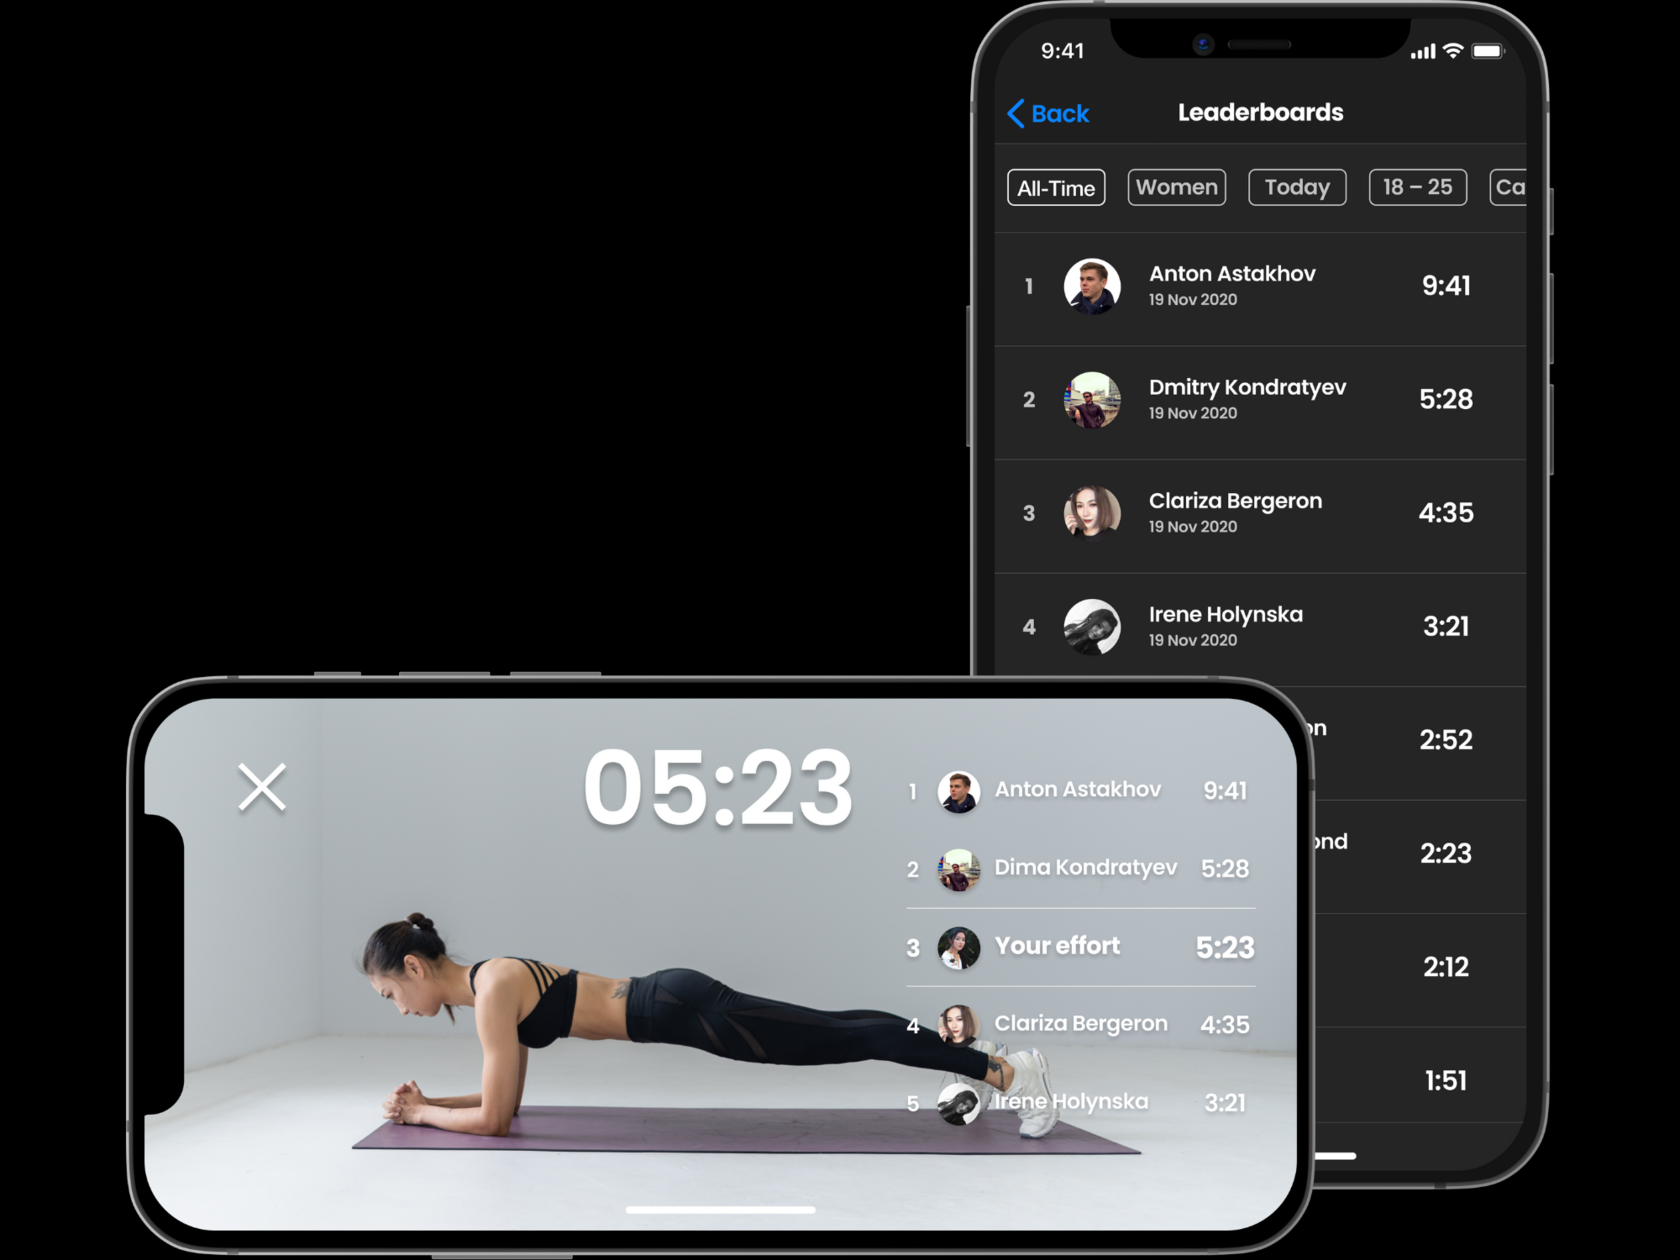 9:41
Back
Leaderboards
All-Time
Women
Today
18 – 25
1
Anton Astakhov
19 Nov 2020
9:41
2
Dmitry Kondratyev
19 Nov 2020
5:28
3
Clariza Bergeron
19 Nov 2020
4:35
4
Irene Holynska
19 Nov 2020
3:21
2:52
2:23
2:12
1:51
05:23
1 Anton Astakhov 9:41
2 Dima Kondratyev 5:28
3 Your effort 5:23
4 Clariza Bergeron 4:35
5 Irene Holynska 3:21